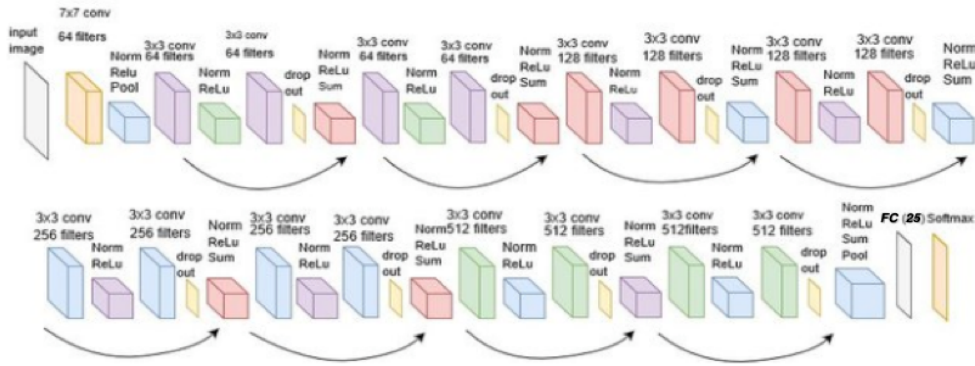 input
image
7x7 conv
64 filters
Norm
Relu
Pool
3x3 conv
64 filters
Norm
ReLu
3x3 conv
64 filters
drop
out
Norm
ReLu
Sum
3x3 conv
64 filters
Norm
ReLu
3x3 conv
64 filters
drop
out
Norm
ReLu
Sum
3x3 conv
128 filters
Norm
ReLu
3x3 conv
128 filters
drop
out
Norm
ReLu
Sum
3x3 conv
128 filters
Norm
ReLu
3x3 conv
128 filters
drop
out
Norm
ReLu
Sum
3x3 conv
256 filters
Norm
ReLu
3x3 conv
256 filters
drop
out
Norm
ReLu
Sum
3x3 conv
256 filters
Norm
ReLu
3x3 conv
256 filters
drop
out
Norm
ReLu
Sum
3x3 conv
512 filters
Norm
ReLu
3x3 conv
512 filters
drop
out
Norm
ReLu
Sum
3x3 conv
512filters
Norm
ReLu
3x3 conv
512 filters
drop
out
Norm
ReLu
Sum
Pool
FC (25)
Softmax